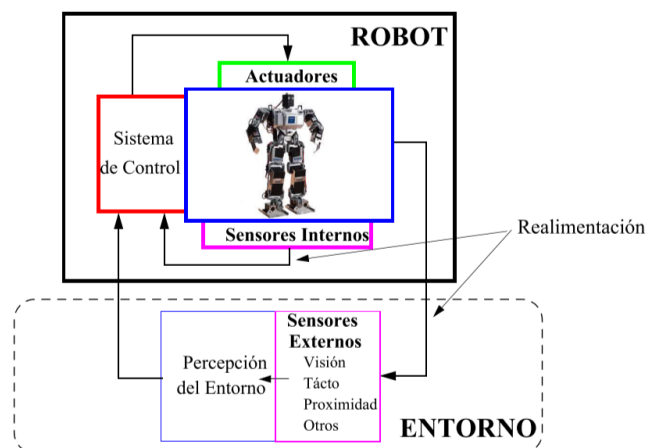 ROBOT
Actuadores
Sistema
de Control
Sensores Internos
Realimentación
Sensores
Externos
Visión
Tácto
Proximidad
Otros
Percepción
del Entorno
ENTORNO